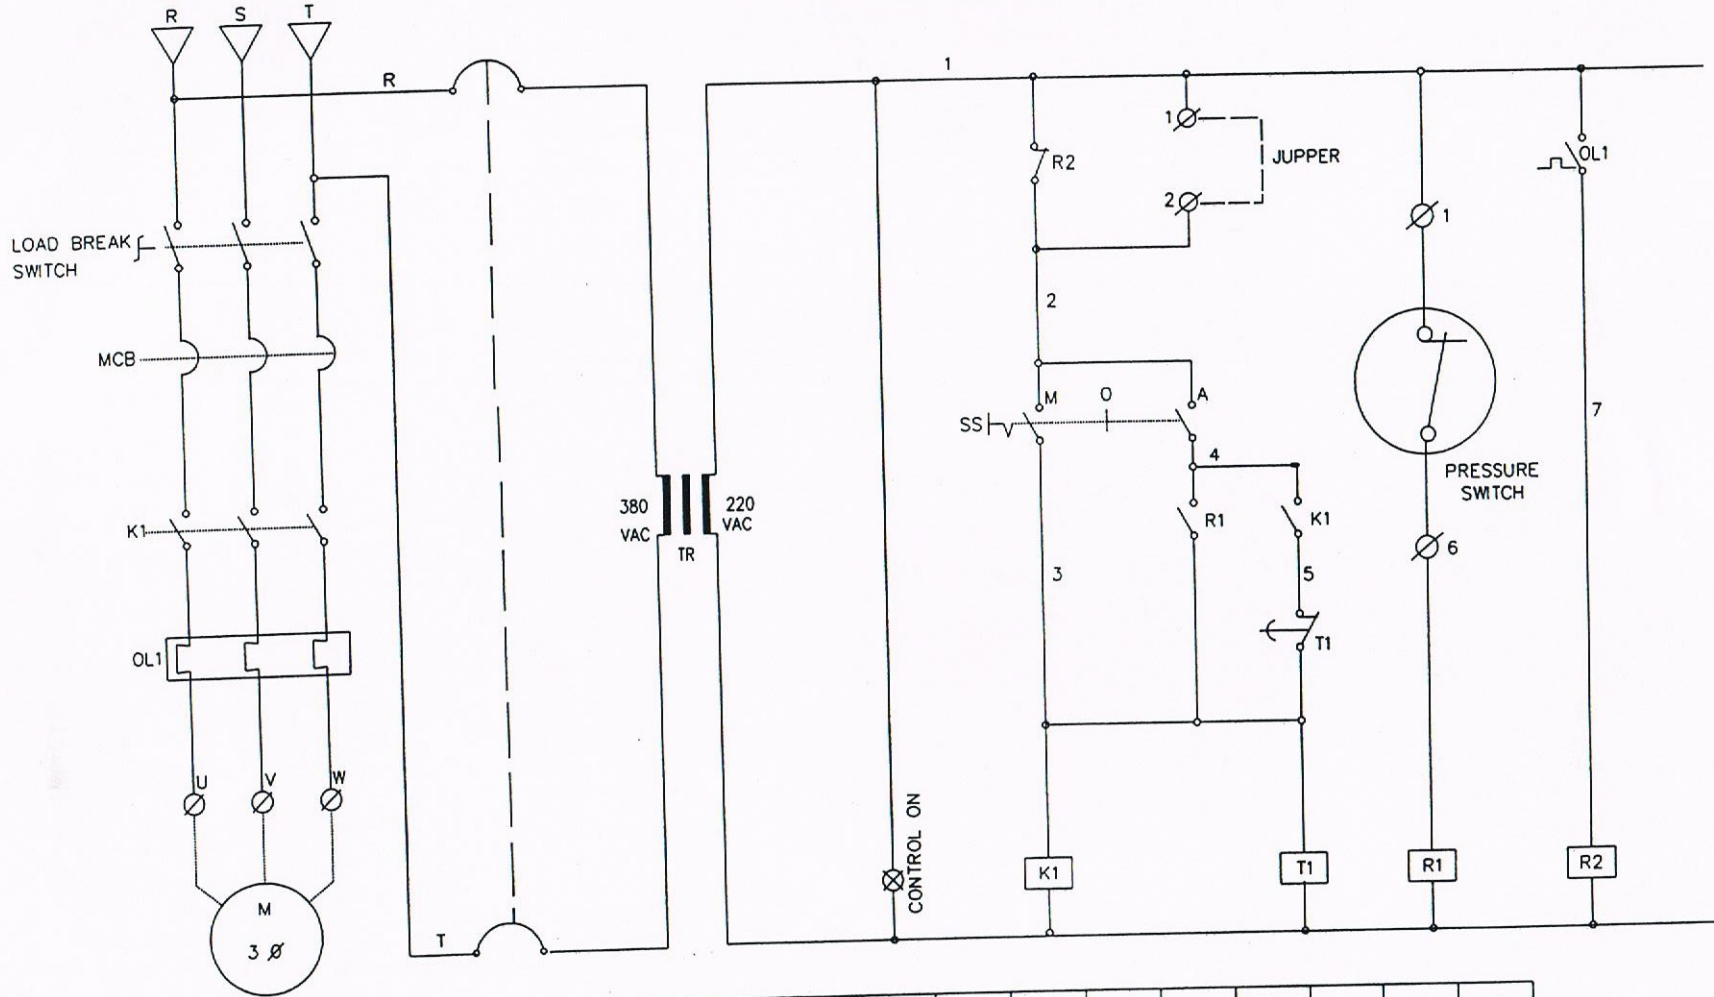 R S T
R
1
1
JUPPER
R2
2
OL1
1
LOAD BREAK
SWITCH
2
MCB
M O A
SS
7
4
PRESSURE
SWITCH
380
VAC
220
VAC
TR
K1
R1 K1
6
3
5
OL1
T1
U V W
CONTROL ON
K1
T1
R1
R2
M
3 Ø
T